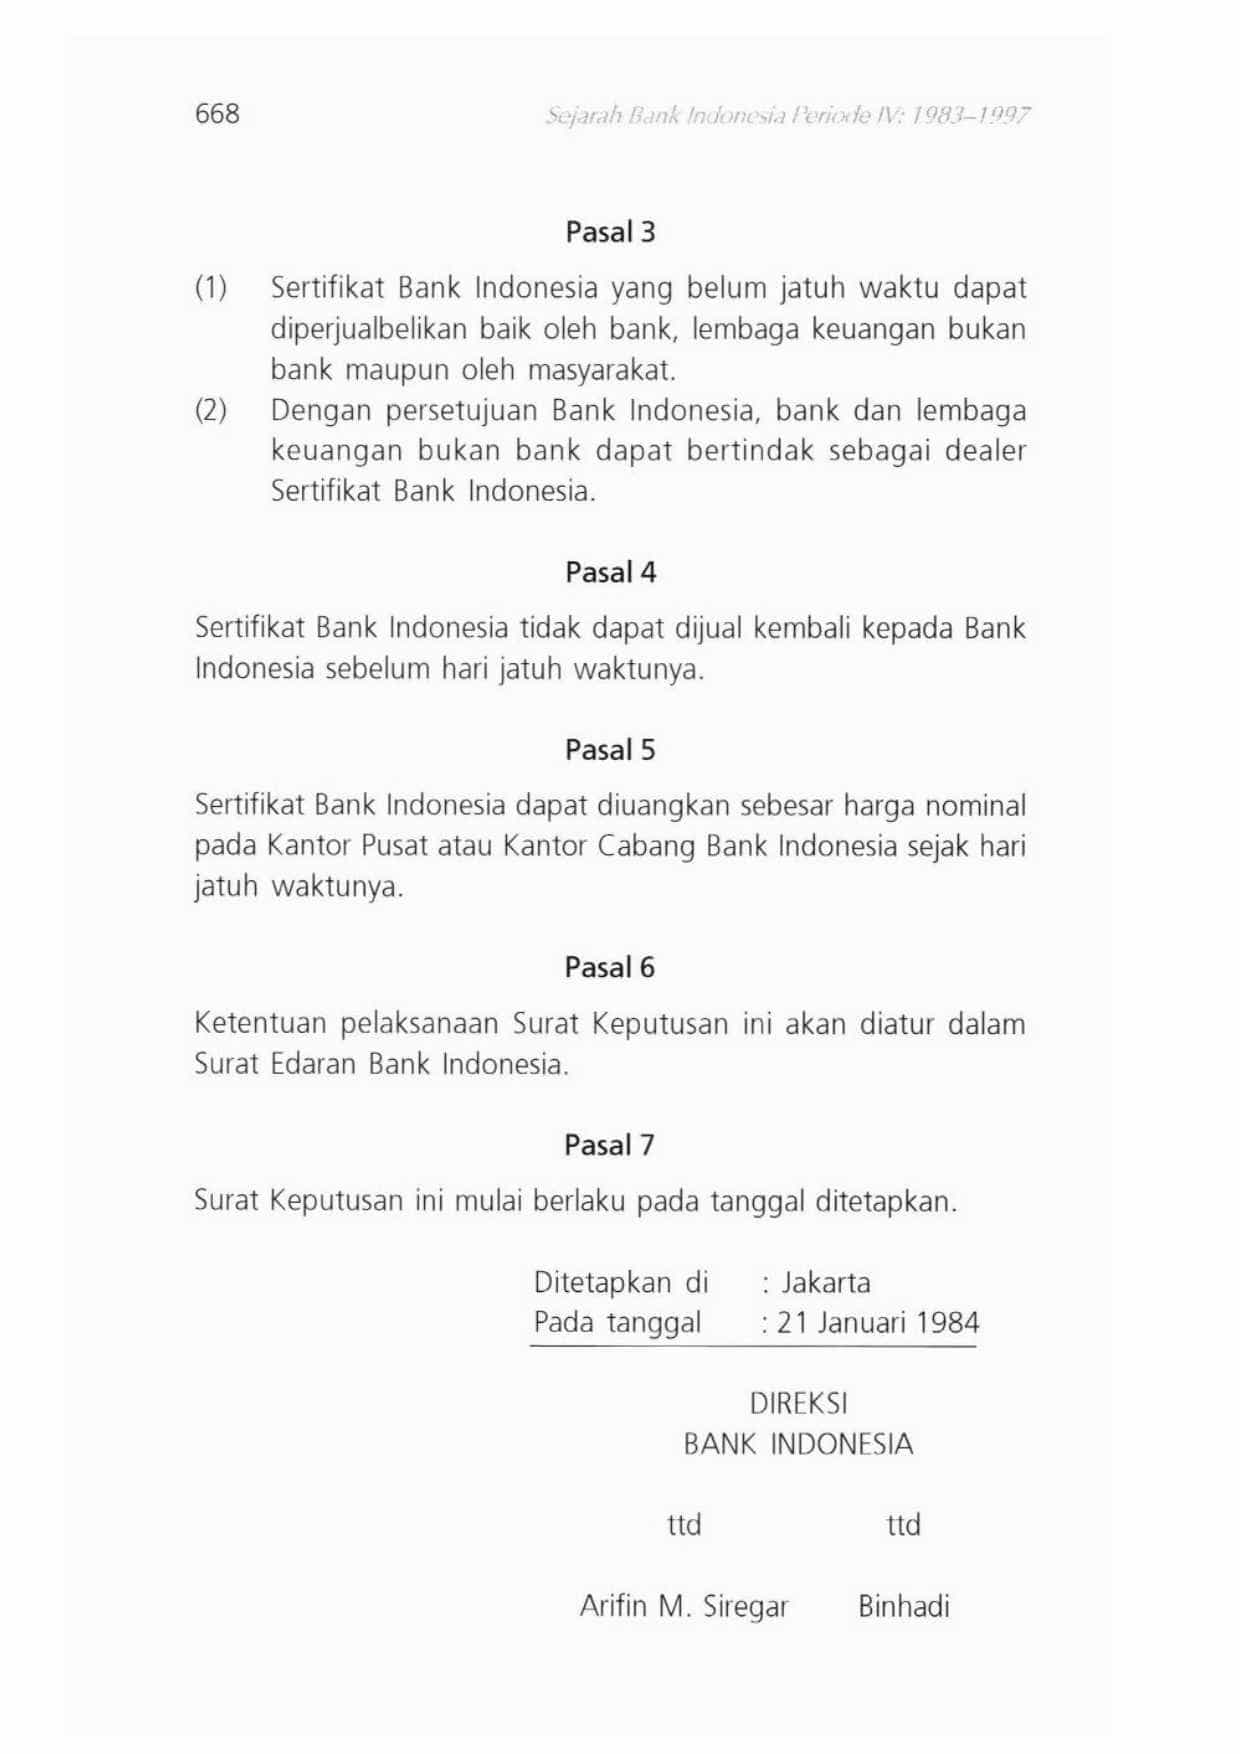 668 Sejarah Bank Indonesia Periode IV: 1983–1997
Pasal 3
(1) Sertifikat Bank Indonesia yang belum jatuh waktu dapat
diperjualbelikan baik oleh bank, lembaga keuangan bukan
bank maupun oleh masyarakat.
(2) Dengan persetujuan Bank Indonesia, bank dan lembaga
keuangan bukan bank dapat bertindak sebagai dealer
Sertifikat Bank Indonesia.
Pasal 4
Sertifikat Bank Indonesia tidak dapat dijual kembali kepada Bank
Indonesia sebelum hari jatuh waktunya.
Pasal 5
Sertifikat Bank Indonesia dapat diuangkan sebesar harga nominal
pada Kantor Pusat atau Kantor Cabang Bank Indonesia sejak hari
jatuh waktunya.
Pasal 6
Ketentuan pelaksanaan Surat Keputusan ini akan diatur dalam
Surat Edaran Bank Indonesia.
Pasal 7
Surat Keputusan ini mulai berlaku pada tanggal ditetapkan.
Ditetapkan di : Jakarta
Pada tanggal : 21 Januari 1984
DIREKSI
BANK INDONESIA
ttd ttd
Arifin M. Siregar Binhadi